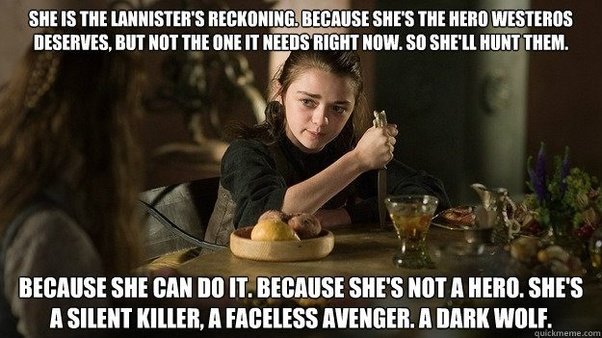 SHE IS THE LANNISTER'S RECKONING. BECAUSE SHE'S THE HERO WESTEROS
DESERVES, BUT NOT THE ONE IT NEEDS RIGHT NOW. SO SHE'LL HUNT THEM.
BECAUSE SHE CAN DO IT. BECAUSE SHE'S NOT A HERO. SHE'S
A SILENT KILLER, A FACELESS AVENGER. A DARK WOLF.
quickmeme.com